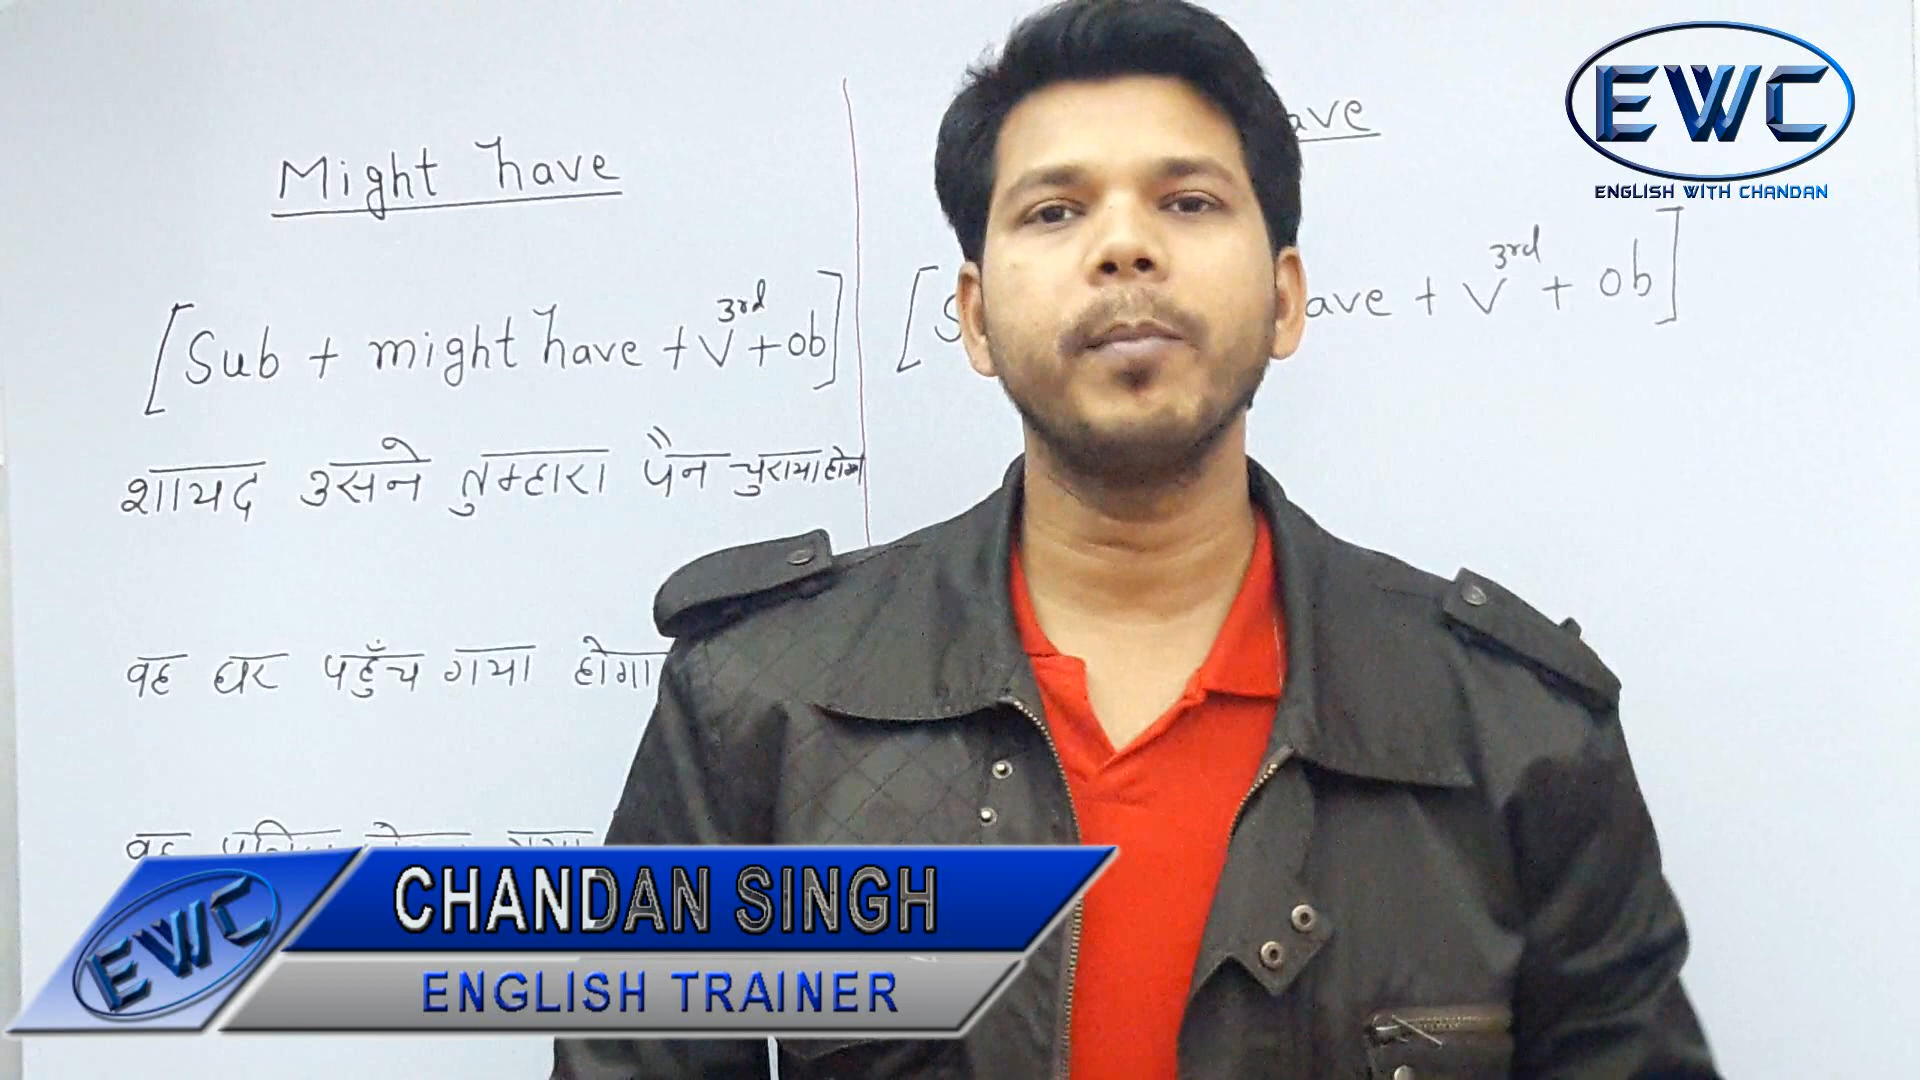 Might have
[Sub + might have + V 3rd + ob]
शायद उसने तुम्हारा पैन चुराया होगा
वह घर पहुँच गया होगा
वह
ave
ave + V 3rd + ob]
EWC
ENGLISH WITH CHANDAN
EWC
CHANDAN SINGH
ENGLISH TRAINER